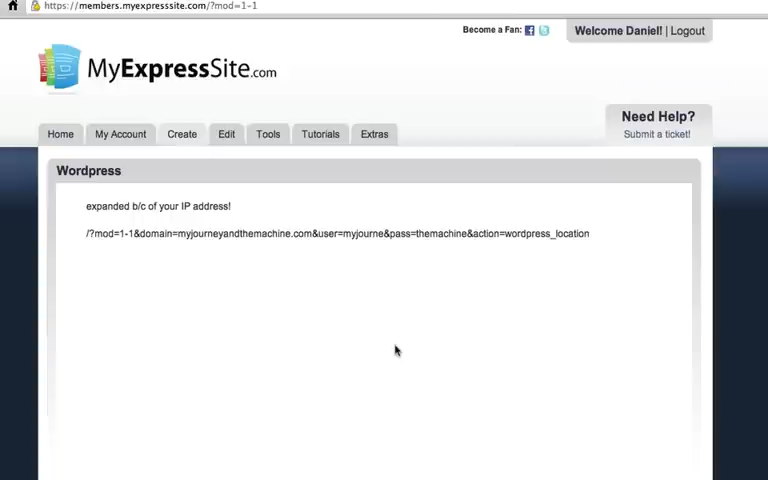 https://members.myexpresssite.com/?mod=1-1
Become a Fan:
Welcome Daniel! | Logout
MyExpressSite.com
Need Help?
Submit a ticket!
Home
My Account
Create
Edit
Tools
Tutorials
Extras
Wordpress
expanded b/c of your IP address!
/?mod=1-1&domain=myjourneyandthemachine.com&user=myjourne&pass=themachine&action=wordpress_location